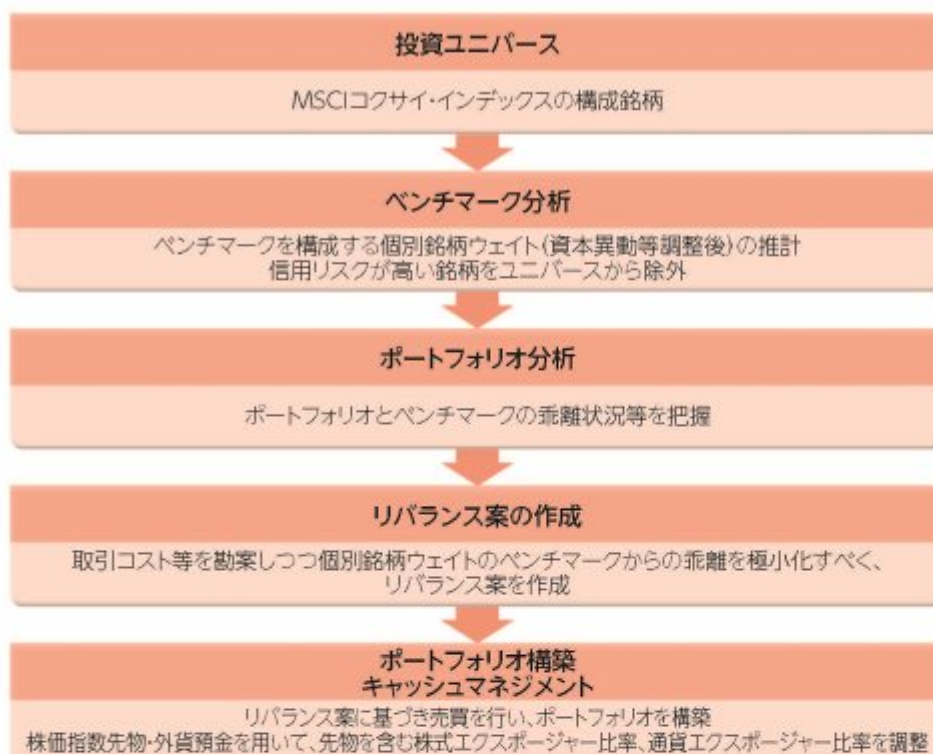 投資ユニバース
MSCIコクサイ・インデックスの構成銘柄
ベンチマーク分析
ベンチマークを構成する個別銘柄ウェイト(資本異動等調整後)の推計
信用リスクが高い銘柄をユニバースから除外
ポートフォリオ分析
ポートフォリオとベンチマークの乖離状況等を把握
リバランス案の作成
取引コスト等を勘案しつつ個別銘柄ウェイトのベンチマークからの乖離を極小化すべく、
リバランス案を作成
ポートフォリオ構築
キャッシュマネジメント
リバランス案に基づき売買を行い、ポートフォリオを構築
株価指数先物・外貨預金を用いて、先物を含む株式エクスポージャー比率、通貨エクスポージャー比率を調整